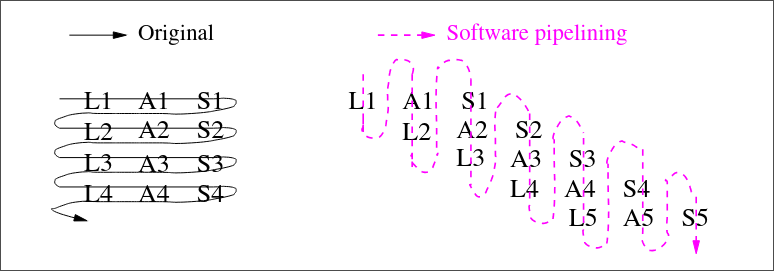 Original
Software pipelining
L1 A1 S1
L2 A2 S2
L3 A3 S3
L4 A4 S4
L1 A1 S1
L2 A2 S2
L3 A3 S3
L4 A4 S4
L5 A5 S5